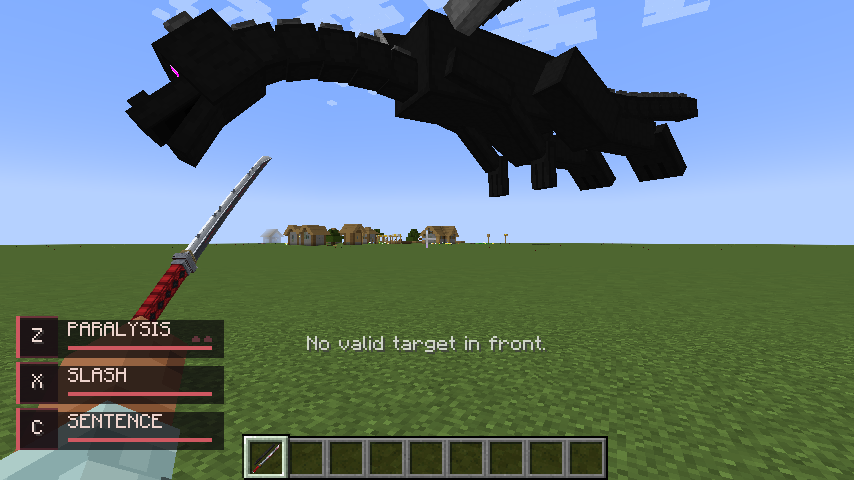 No valid target in front.
Z PARALYSIS
X SLASH
C SENTENCE